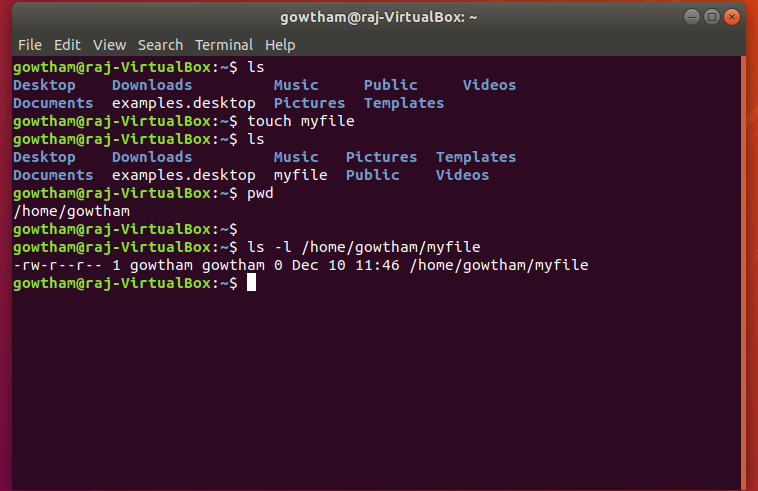 gowtham@raj-VirtualBox: ~
File Edit View Search Terminal Help
gowtham@raj-VirtualBox:~$ ls
Desktop    Downloads         Music     Public     Videos
Documents  examples.desktop  Pictures  Templates
gowtham@raj-VirtualBox:~$ touch myfile
gowtham@raj-VirtualBox:~$ ls
Desktop    Downloads         Music   Pictures  Templates
Documents  examples.desktop  myfile  Public    Videos
gowtham@raj-VirtualBox:~$ pwd
/home/gowtham
gowtham@raj-VirtualBox:~$
gowtham@raj-VirtualBox:~$ ls -l /home/gowtham/myfile
-rw-r--r-- 1 gowtham gowtham 0 Dec 10 11:46 /home/gowtham/myfile
gowtham@raj-VirtualBox:~$